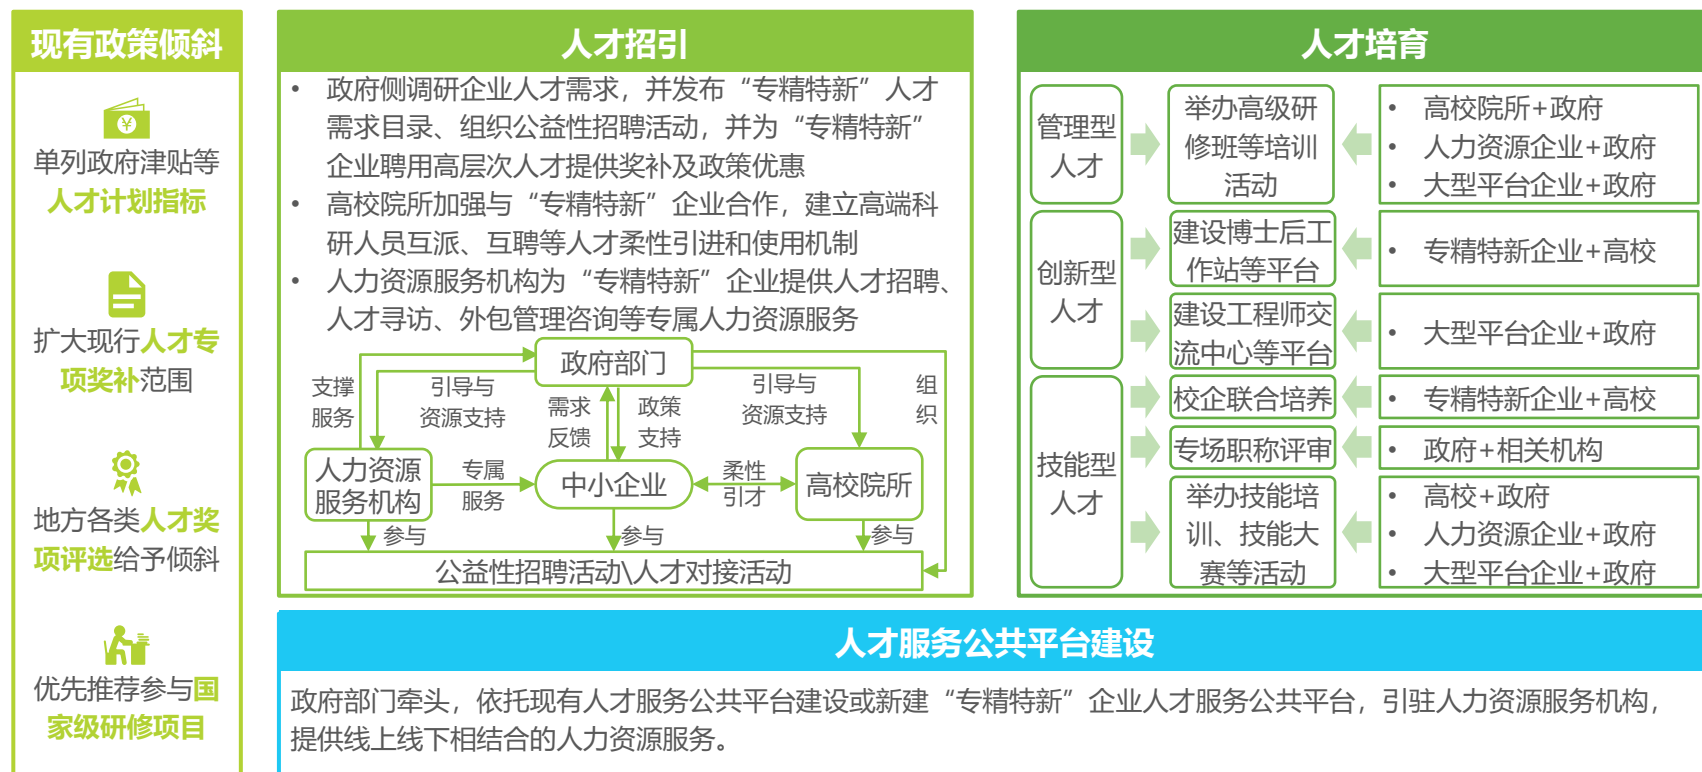 现有政策倾斜
单列政府津贴等
人才计划指标
扩大现行人才专
项奖补范围
地方各类人才奖
项评选给予倾斜
优先推荐参与国
家级研修项目
人才招引
• 政府侧调研企业人才需求，并发布“专精特新”人才
需求目录、组织公益性招聘活动，并为“专精特新”
企业聘用高层次人才提供奖补及政策优惠
• 高校院所加强与“专精特新”企业合作，建立高端科
研人员互派、互聘等人才柔性引进和使用机制
• 人力资源服务机构为“专精特新”企业提供人才招聘、
人才寻访、外包管理咨询等专属人力资源服务
政府部门
支撑
服务
引导与
资源支持
需求
反馈
政策
支持
引导与
资源支持
组
织
人力资源
服务机构
专属
服务
中小企业
柔性
引才
高校院所
参与
参与
参与
公益性招聘活动\人才对接活动
人才培育
管理型
人才
举办高级研
修班等培训
活动
• 高校院所+政府
• 人力资源企业+政府
• 大型平台企业+政府
创新型
人才
建设博士后工
作站等平台
• 专精特新企业+高校
建设工程师交
流中心等平台
• 大型平台企业+政府
技能型
人才
校企联合培养
• 专精特新企业+高校
专场职称评审
• 政府+相关机构
举办技能培
训、技能大
赛等活动
• 高校+政府
• 人力资源企业+政府
• 大型平台企业+政府
人才服务公共平台建设
政府部门牵头，依托现有人才服务公共平台建设或新建“专精特新”企业人才服务公共平台，引驻人力资源服务机构，
提供线上线下相结合的人力资源服务。